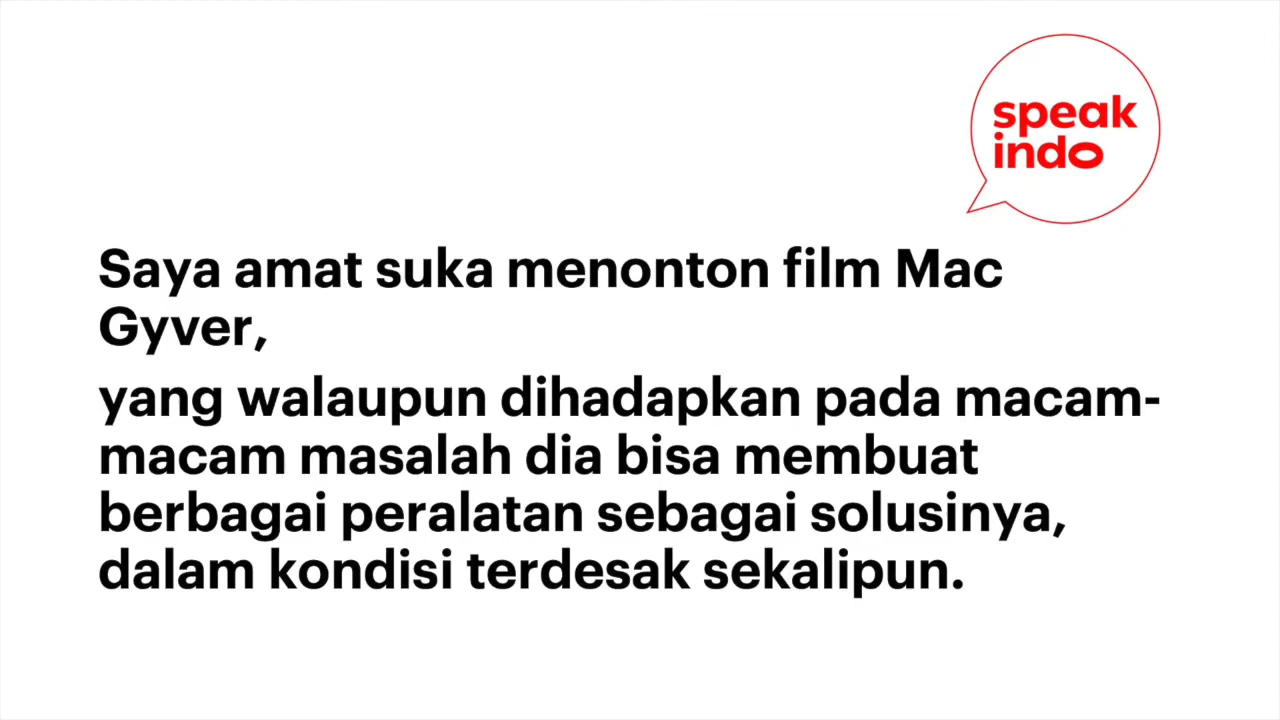 speak
indo
Saya amat suka menonton film Mac
Gyver,
yang walaupun dihadapkan pada macam-
macam masalah dia bisa membuat
berbagai peralatan sebagai solusinya,
dalam kondisi terdesak sekalipun.